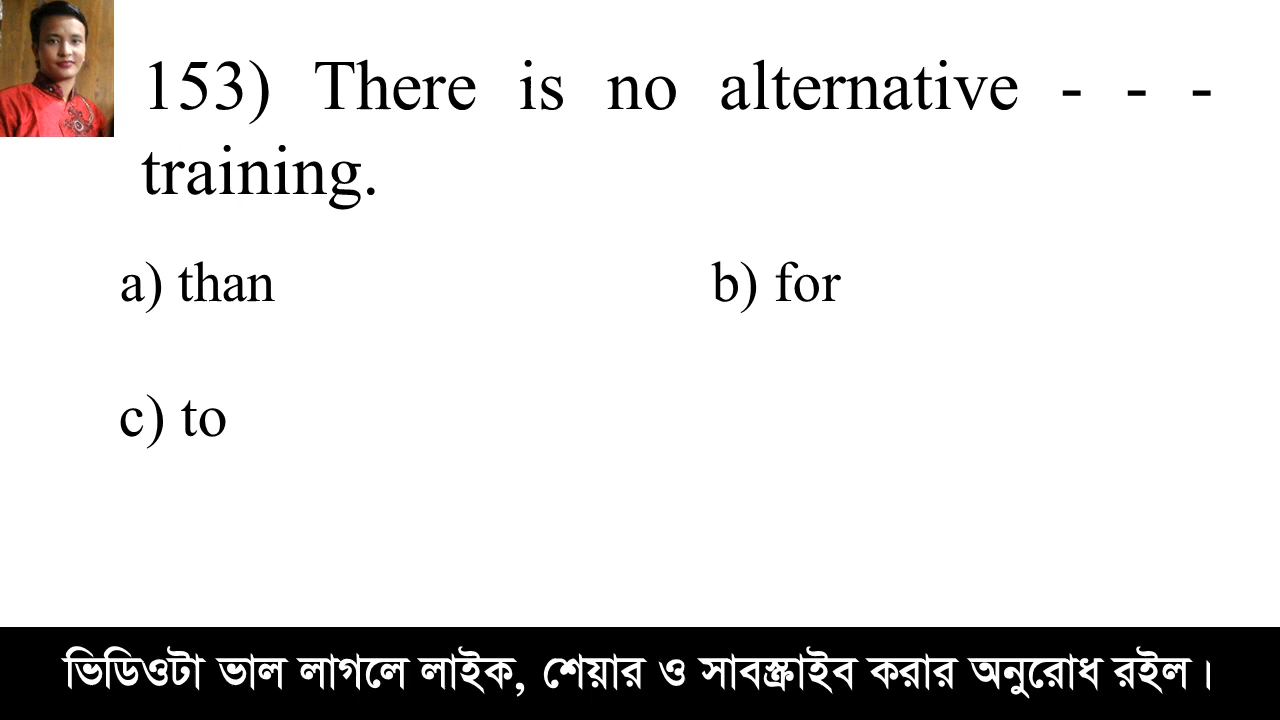 153) There is no alternative - - -
training.
a) than b) for
c) to
ভিডিওটা ভাল লাগলে লাইক, শেয়ার ও সাবস্ক্রাইব করার অনুরোধ রইল।